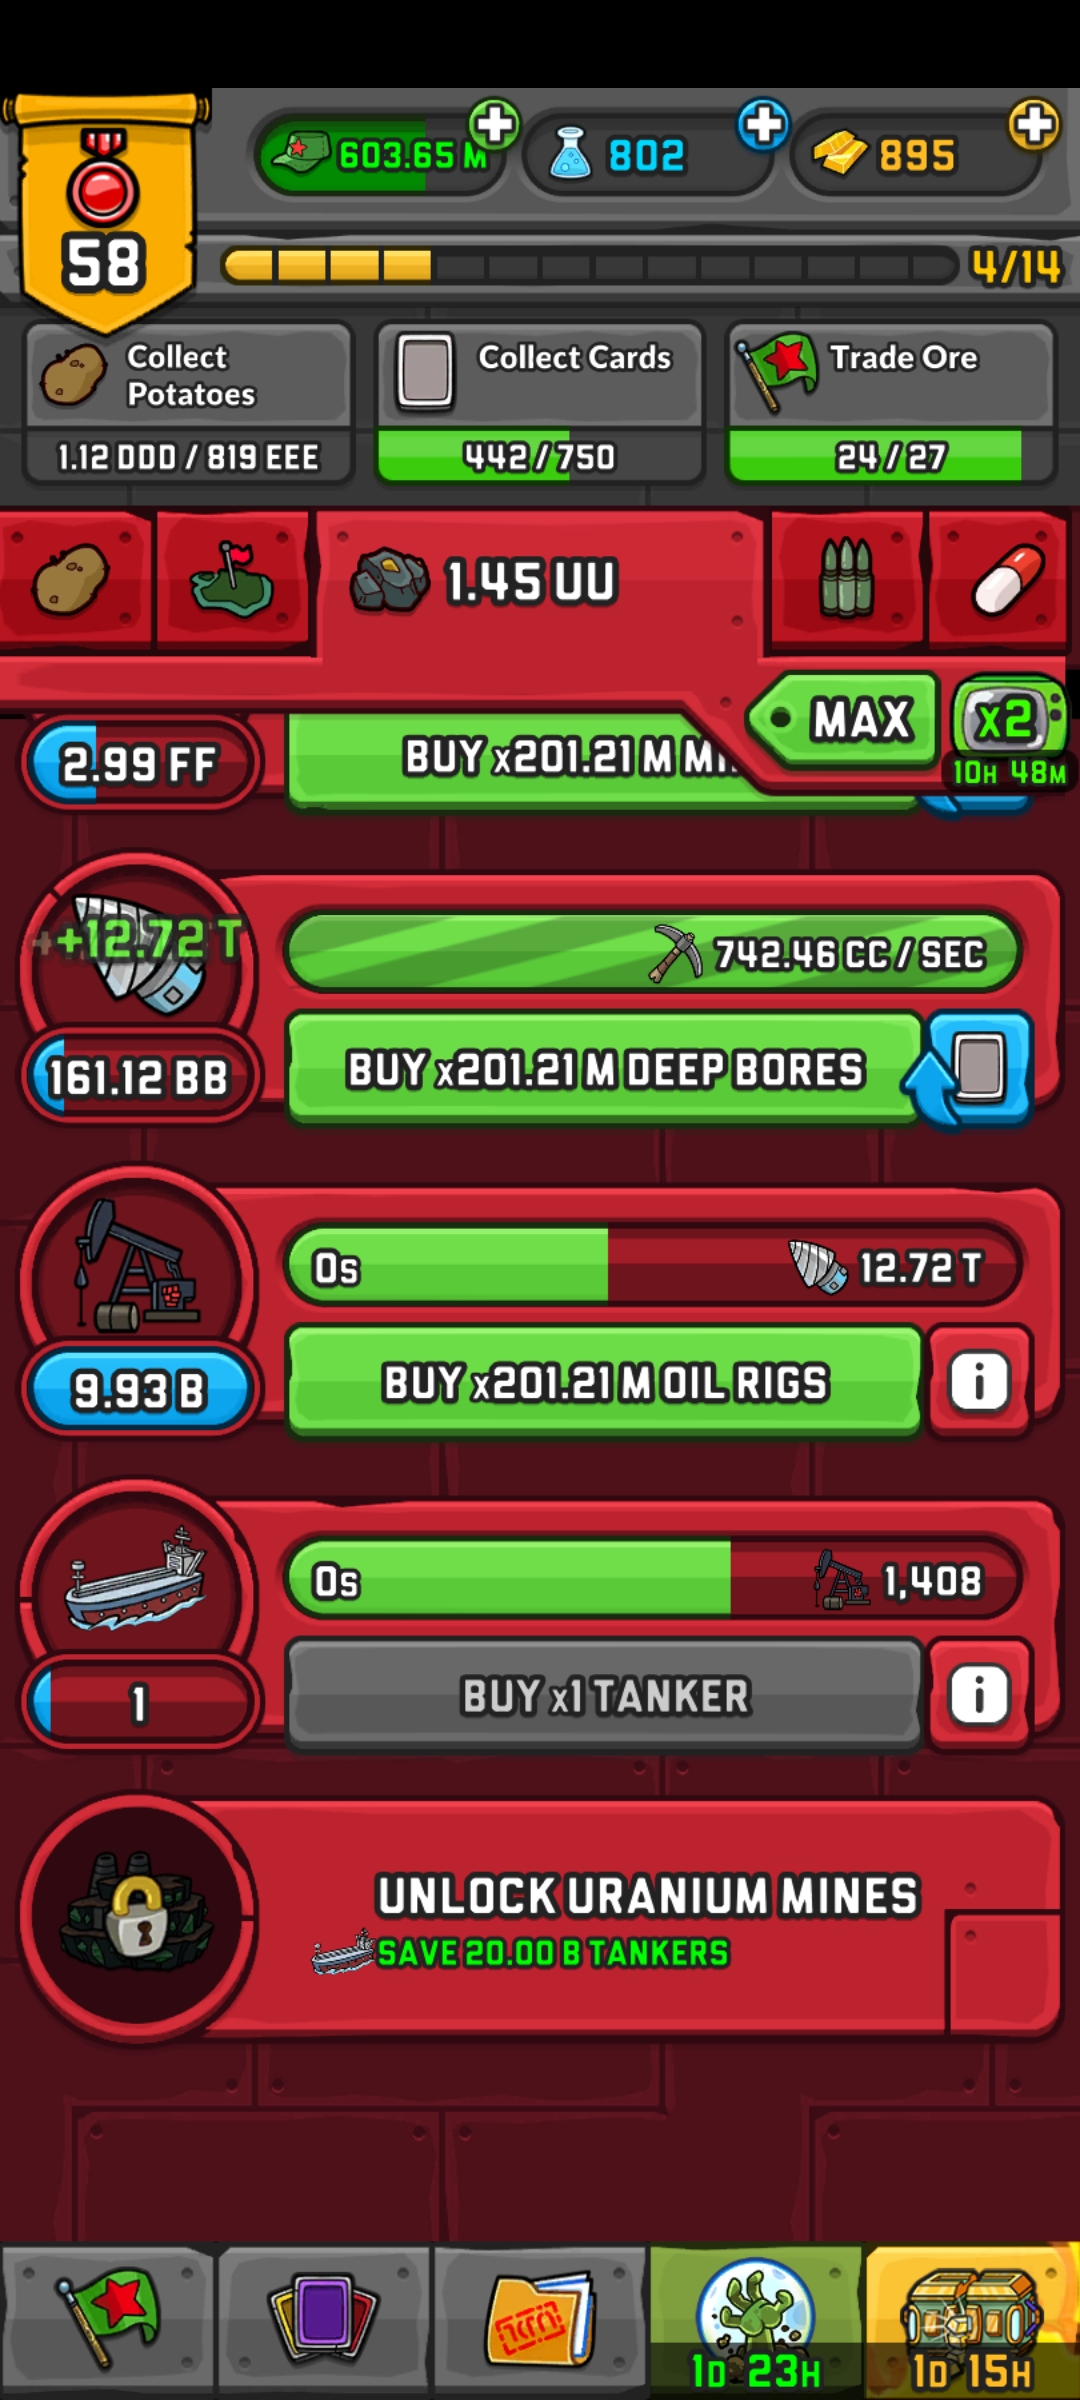 58
603.65 M
802
895
4/14
Collect
Potatoes
1.12 DDD / 819 EEE
Collect Cards
442/750
Trade Ore
24/27
1.45 UU
MAX
x2
10H 48M
2.99 FF
BUY x201.21 M
+12.72 T
742.46 CC / SEC
161.12 BB
BUY x201.21 M DEEP BORES
0s
12.72 T
9.93 B
BUY x201.21 M OIL RIGS
i
0s
1,408
1
BUY x1 TANKER
i
UNLOCK URANIUM MINES
SAVE 20.00 B TANKERS
1D 23H
1D 15H